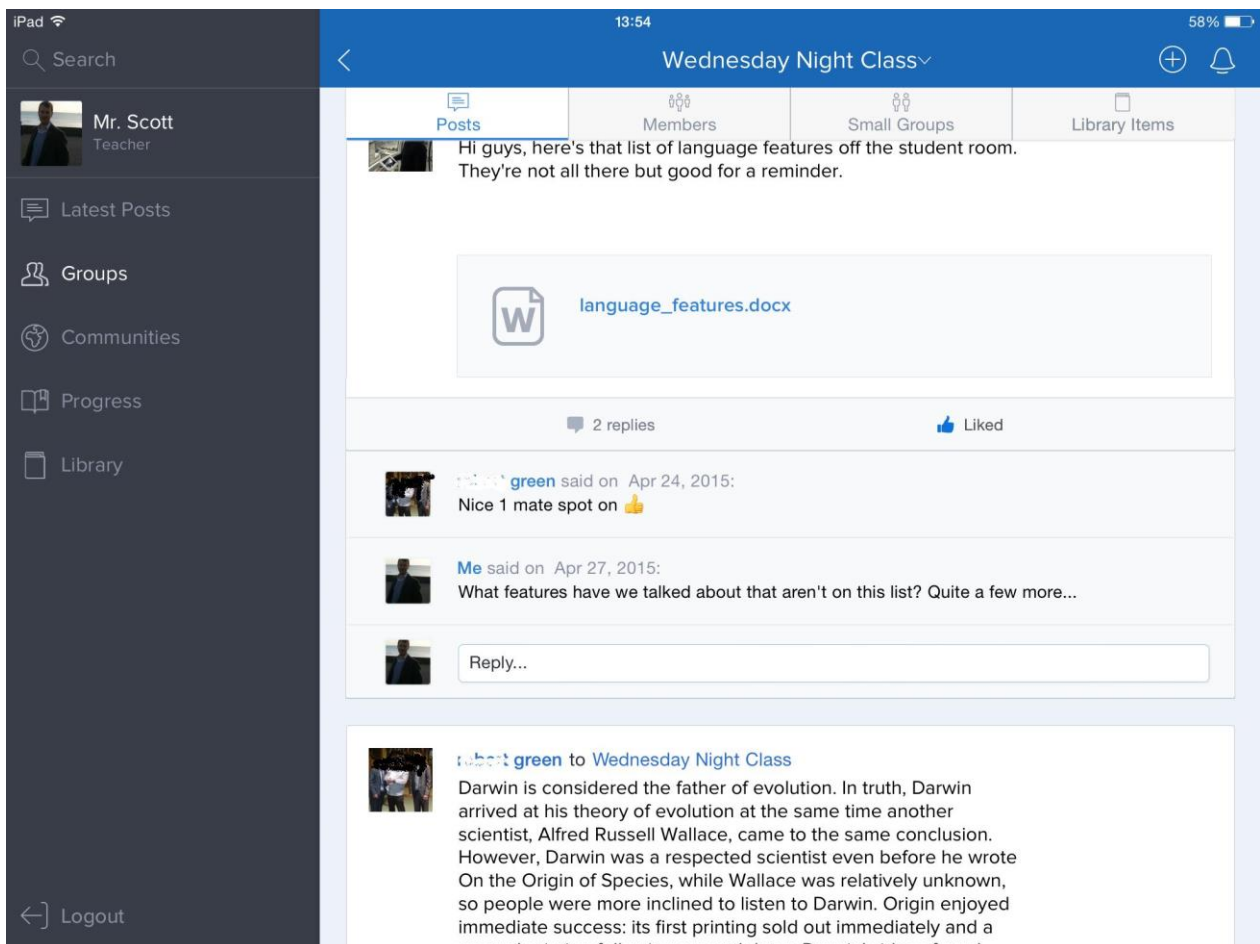 iPad
13:54
58%
Search
Mr. Scott
Teacher
Latest Posts
Groups
Communities
Progress
Library
Logout
Wednesday Night Class
Posts
Members
Small Groups
Library Items
Hi guys, here's that list of language features off the student room.
They're not all there but good for a reminder.
W
language_features.docx
2 replies
Liked
green said on Apr 24, 2015:
Nice 1 mate spot on 👍
Me said on Apr 27, 2015:
What features have we talked about that aren't on this list? Quite a few more...
Reply...
green to Wednesday Night Class
Darwin is considered the father of evolution. In truth, Darwin
arrived at his theory of evolution at the same time another
scientist, Alfred Russell Wallace, came to the same conclusion.
However, Darwin was a respected scientist even before he wrote
On the Origin of Species, while Wallace was relatively unknown,
so people were more inclined to listen to Darwin. Origin enjoyed
immediate success: its first printing sold out immediately and a